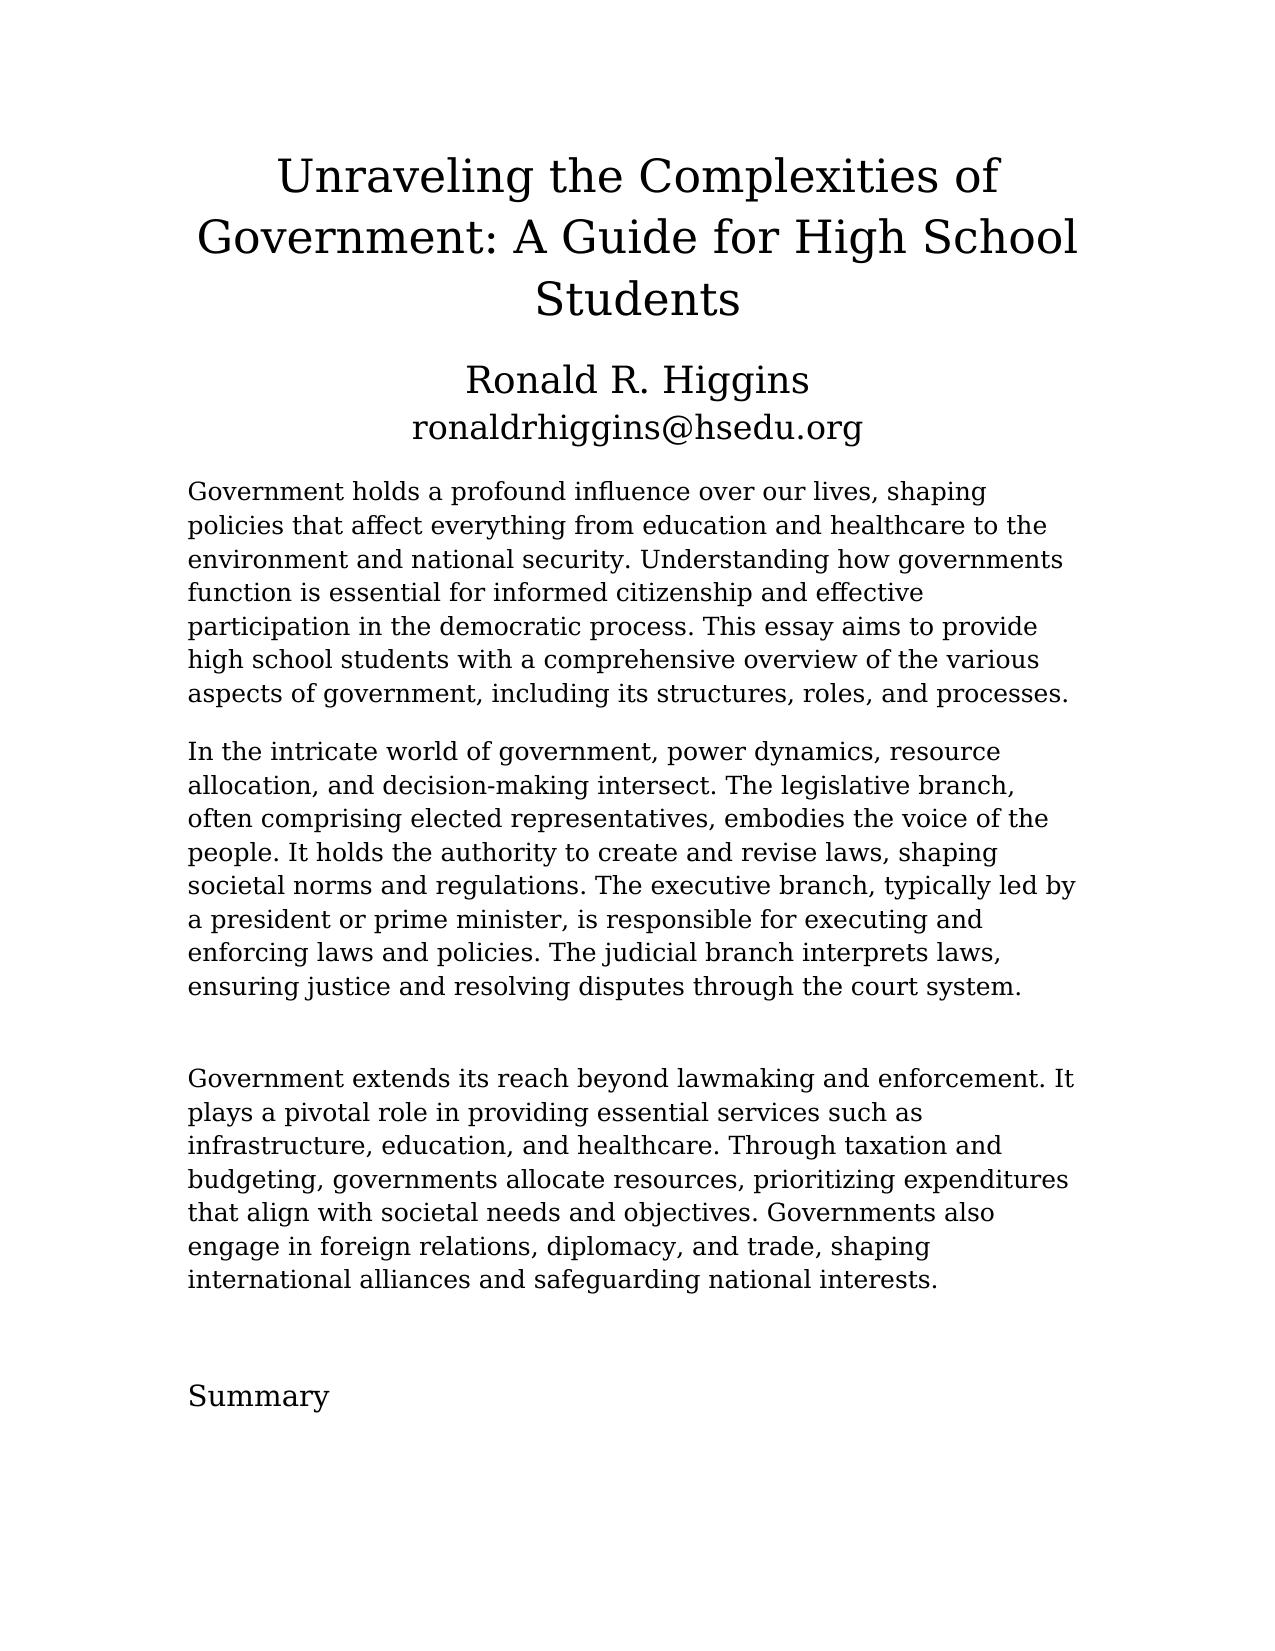 Unraveling the Complexities of
Government: A Guide for High School
Students
Ronald R. Higgins
ronaldrhiggins@hsedu.org
Government holds a profound influence over our lives, shaping
policies that affect everything from education and healthcare to the
environment and national security. Understanding how governments
function is essential for informed citizenship and effective
participation in the democratic process. This essay aims to provide
high school students with a comprehensive overview of the various
aspects of government, including its structures, roles, and processes.
In the intricate world of government, power dynamics, resource
allocation, and decision-making intersect. The legislative branch,
often comprising elected representatives, embodies the voice of the
people. It holds the authority to create and revise laws, shaping
societal norms and regulations. The executive branch, typically led by
a president or prime minister, is responsible for executing and
enforcing laws and policies. The judicial branch interprets laws,
ensuring justice and resolving disputes through the court system.
Government extends its reach beyond lawmaking and enforcement. It
plays a pivotal role in providing essential services such as
infrastructure, education, and healthcare. Through taxation and
budgeting, governments allocate resources, prioritizing expenditures
that align with societal needs and objectives. Governments also
engage in foreign relations, diplomacy, and trade, shaping
international alliances and safeguarding national interests.
Summary